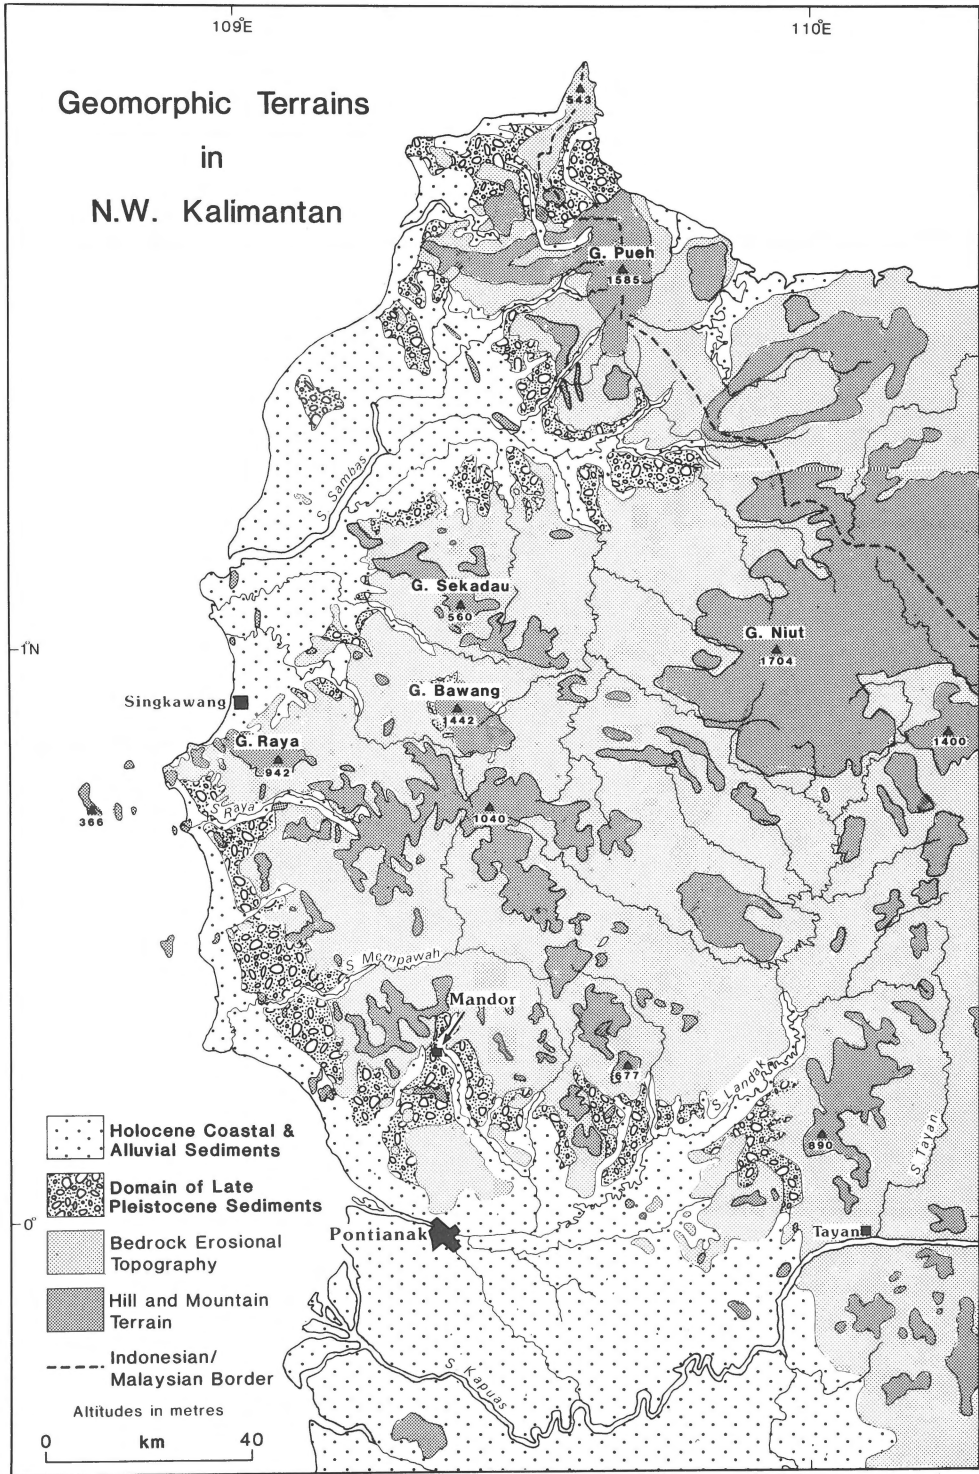 109°E
110°E
Geomorphic Terrains
in
N.W. Kalimantan
543
G. Pueh
1585
S Sambas
G. Sekadau
560
1°N
G. Niut
1704
Singkawang
G. Bawang
1442
G. Raya
942
1400
366
S Raya
1040
S Mempawah
Mandor
677
S Landak
890
S Tayan
Holocene Coastal &
Alluvial Sediments
Domain of Late
Pleistocene Sediments
0°
Pontianak
Tayan
Bedrock Erosional
Topography
Hill and Mountain
Terrain
Indonesian/
Malaysian Border
S Kapuas
Altitudes in metres
0 km 40